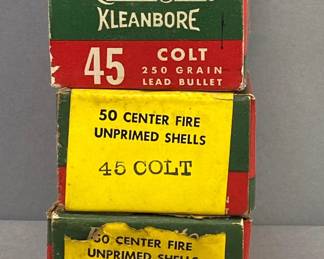 KLEANBORE
45 COLT
250 GRAIN
LEAD BULLET
50 CENTER FIRE
UNPRIMED SHELLS
45 COLT
50 CENTER FIRE
UNPRIMED SHELLS